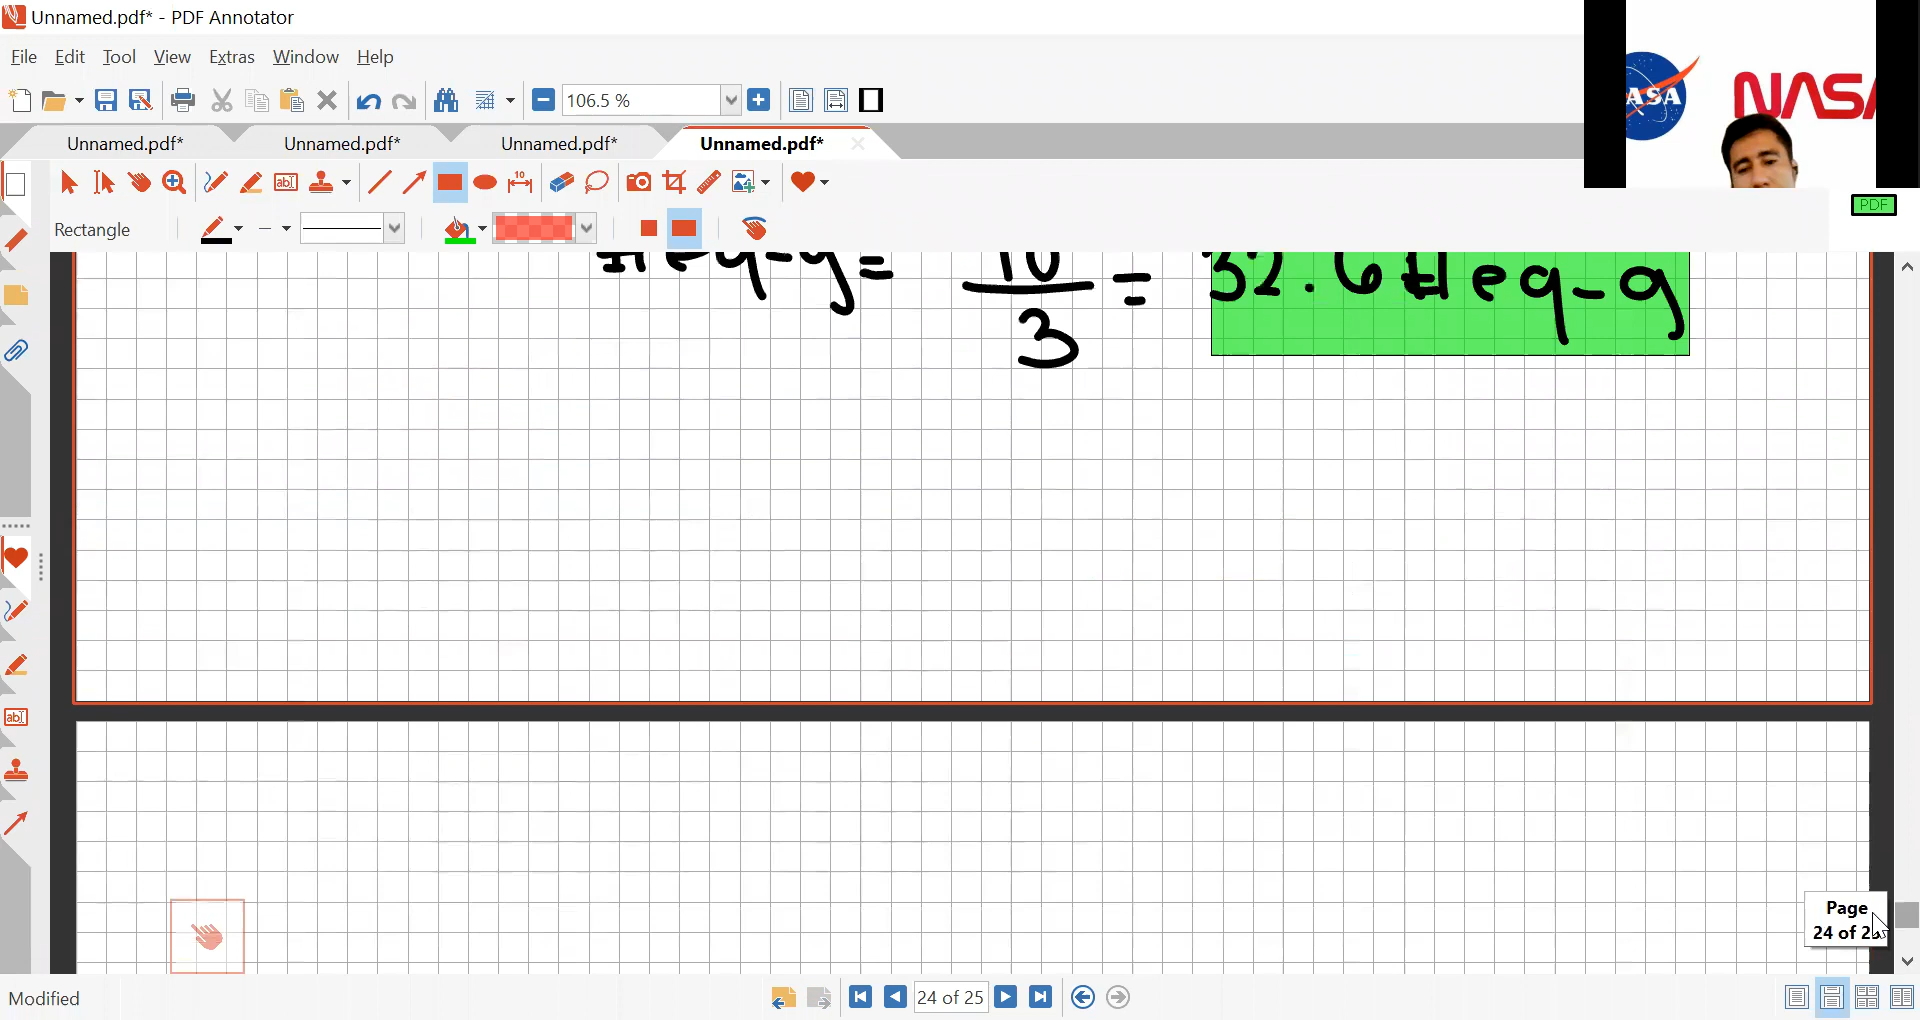 Unnamed.pdf* - PDF Annotator
File Edit Tool View Extras Window Help
106.5 %
Unnamed.pdf* Unnamed.pdf* Unnamed.pdf* Unnamed.pdf*
NASA
PDF
Rectangle
#eq-g=
3
=
32.6#eq-g
Page
24 of
Modified
24 of 25